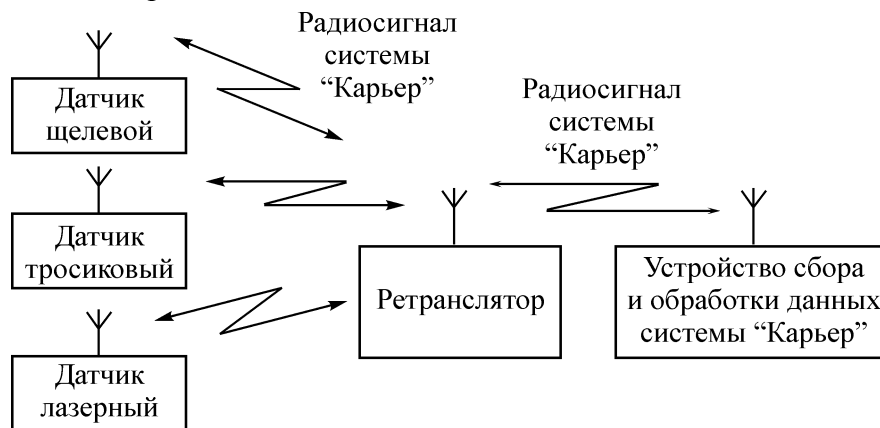 Радиосигнал
системы
“Карьер”
Датчик
щелевой
Радиосигнал
системы
“Карьер”
Датчик
тросиковый
Ретранслятор
Устройство сбора
и обработки данных
системы “Карьер”
Датчик
лазерный